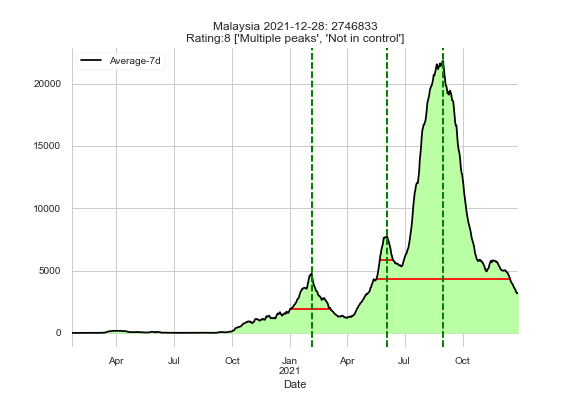 Malaysia 2021-12-28: 2746833
Rating:8 ['Multiple peaks', 'Not in control']
Average-7d
20000
15000
10000
5000
0
Apr Jul Oct Jan Apr Jul Oct
2021
Date